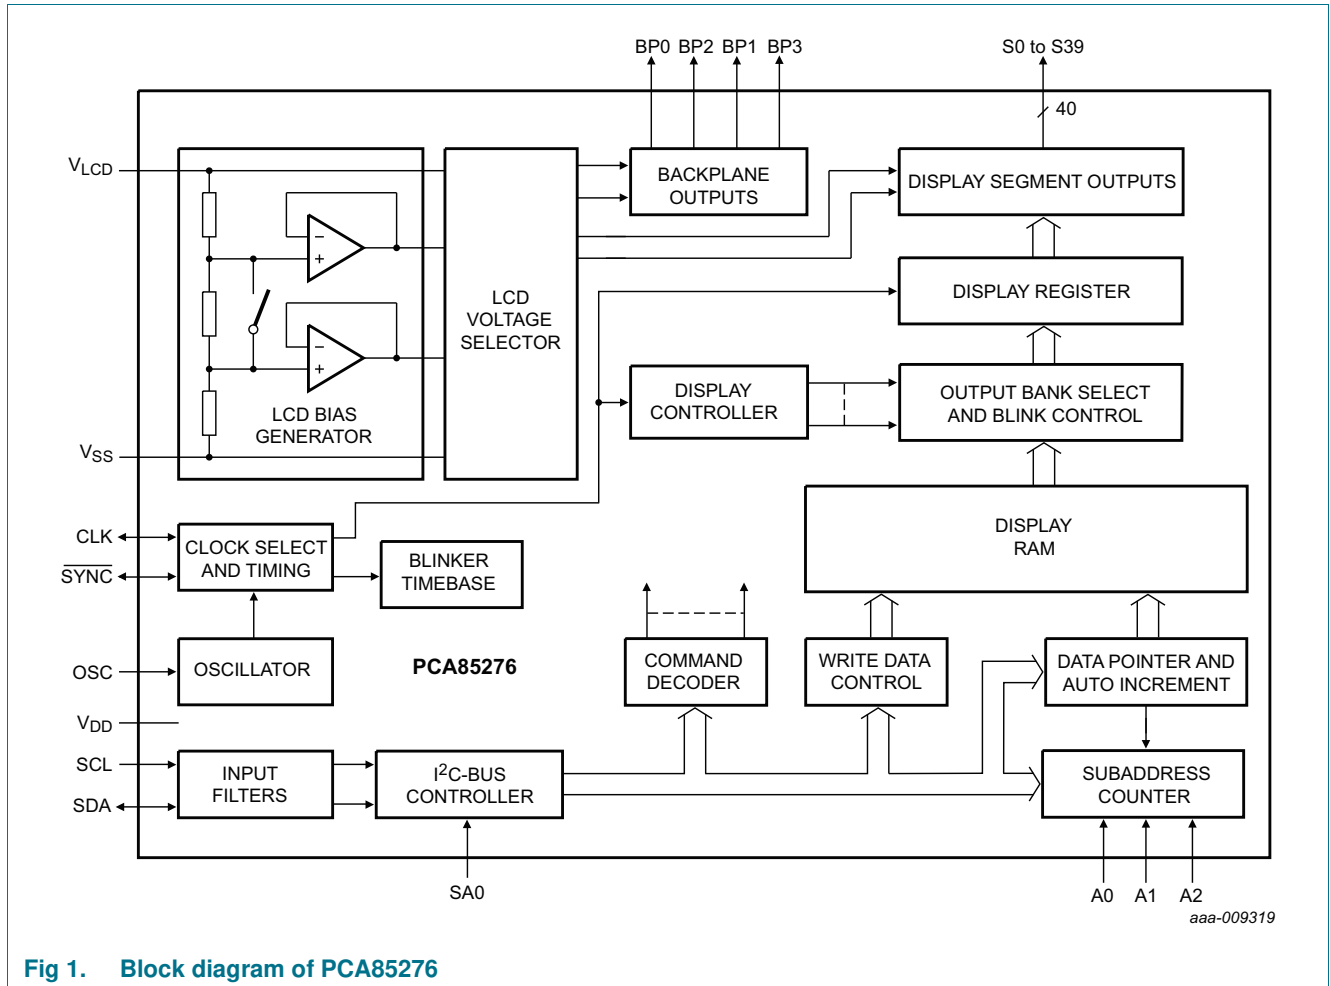 BP0 BP2 BP1 BP3
S0 to S39
40
VLCD
BACKPLANE
OUTPUTS
DISPLAY SEGMENT OUTPUTS
−
+
LCD
VOLTAGE
SELECTOR
DISPLAY REGISTER
−
+
LCD BIAS
GENERATOR
DISPLAY
CONTROLLER
OUTPUT BANK SELECT
AND BLINK CONTROL
VSS
CLK
SYNC
CLOCK SELECT
AND TIMING
BLINKER
TIMEBASE
DISPLAY
RAM
OSC
OSCILLATOR
PCA85276
COMMAND
DECODER
WRITE DATA
CONTROL
DATA POINTER AND
AUTO INCREMENT
VDD
SCL
SDA
INPUT
FILTERS
I2C-BUS
CONTROLLER
SUBADDRESS
COUNTER
SA0
A0 A1 A2
aaa-009319
Fig 1. Block diagram of PCA85276